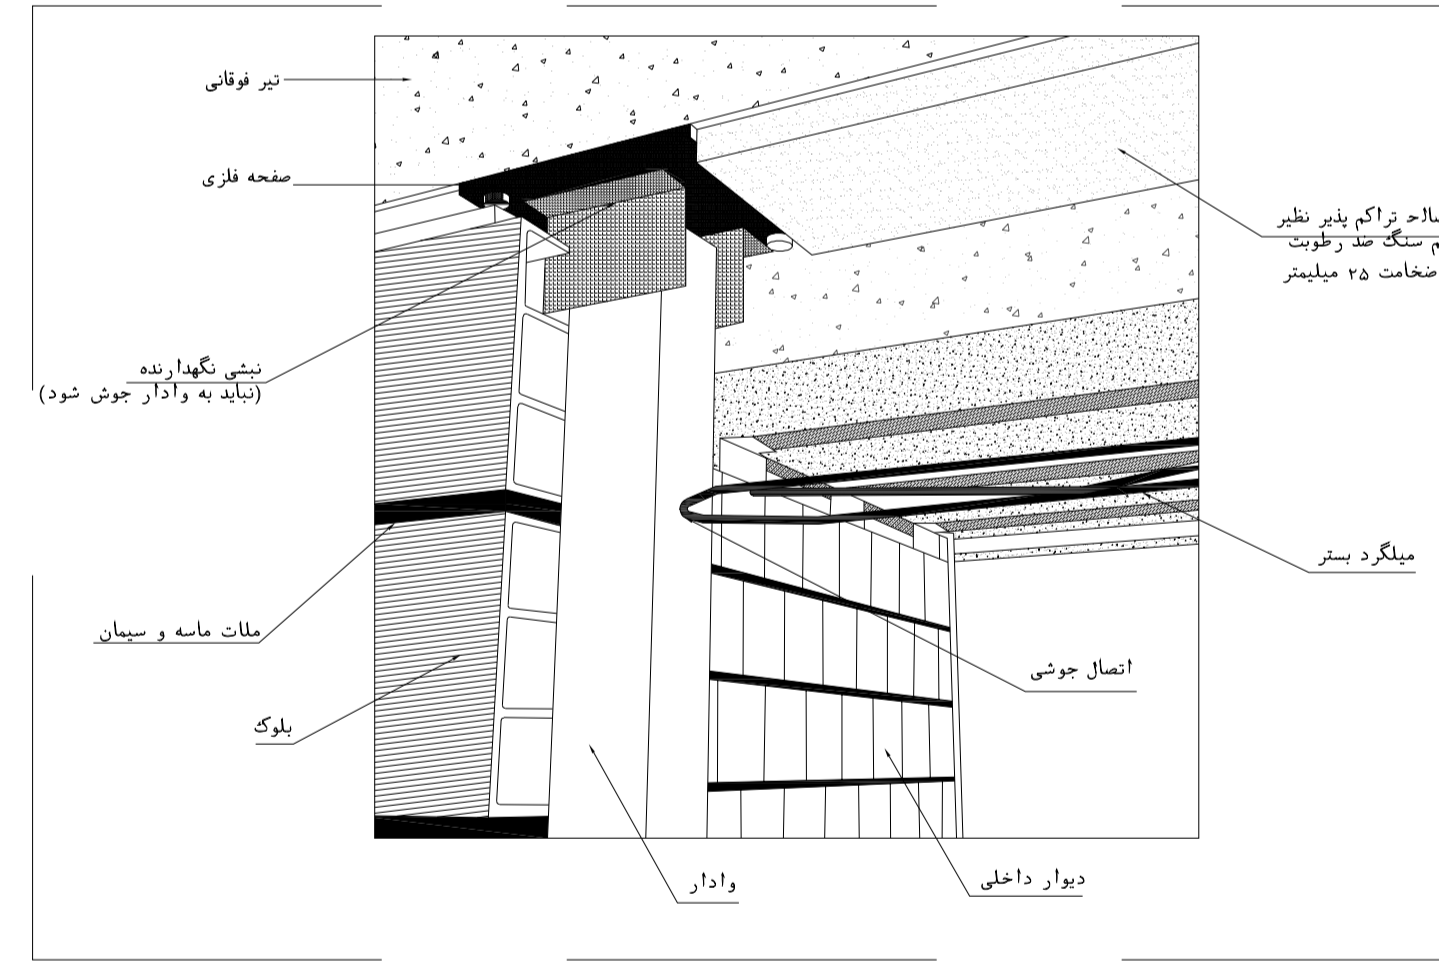 تیر فوقانی
صفحه فلزی
تراکم پذیر نظیر
سنگ ضد رطوبت
ضخامت ۲۵ میلیمتر
نبشی نگهدارنده
(نباید به وادار جوش شود)
میلگرد بستر
ملات ماسه و سیمان
اتصال جوشی
بلوک
وادار
دیوار داخلی